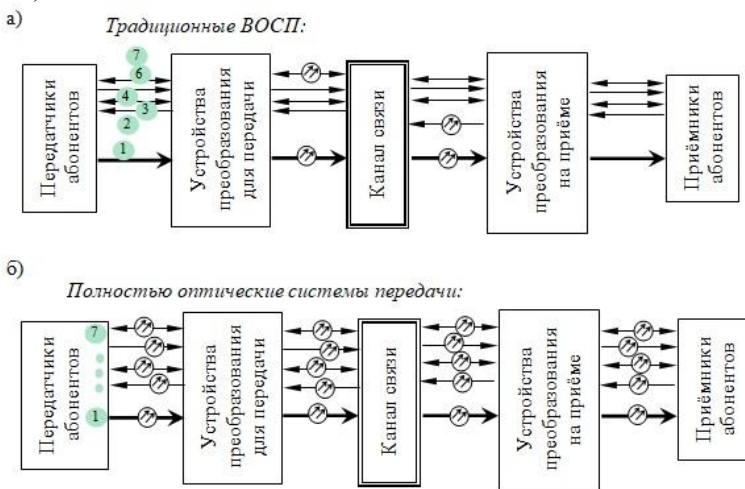 а)
Традиционные ВОСП:
7
6
4
3
2
1
Передатчики
абонентов
Устройства
преобразования
для передачи
Канал связи
Устройства
преобразования
на приёме
Приёмники
абонентов
б)
Полностью оптические системы передачи:
7
1
Передатчики
абонентов
Устройства
преобразования
для передачи
Канал связи
Устройства
преобразования
на приёме
Приёмники
абонентов